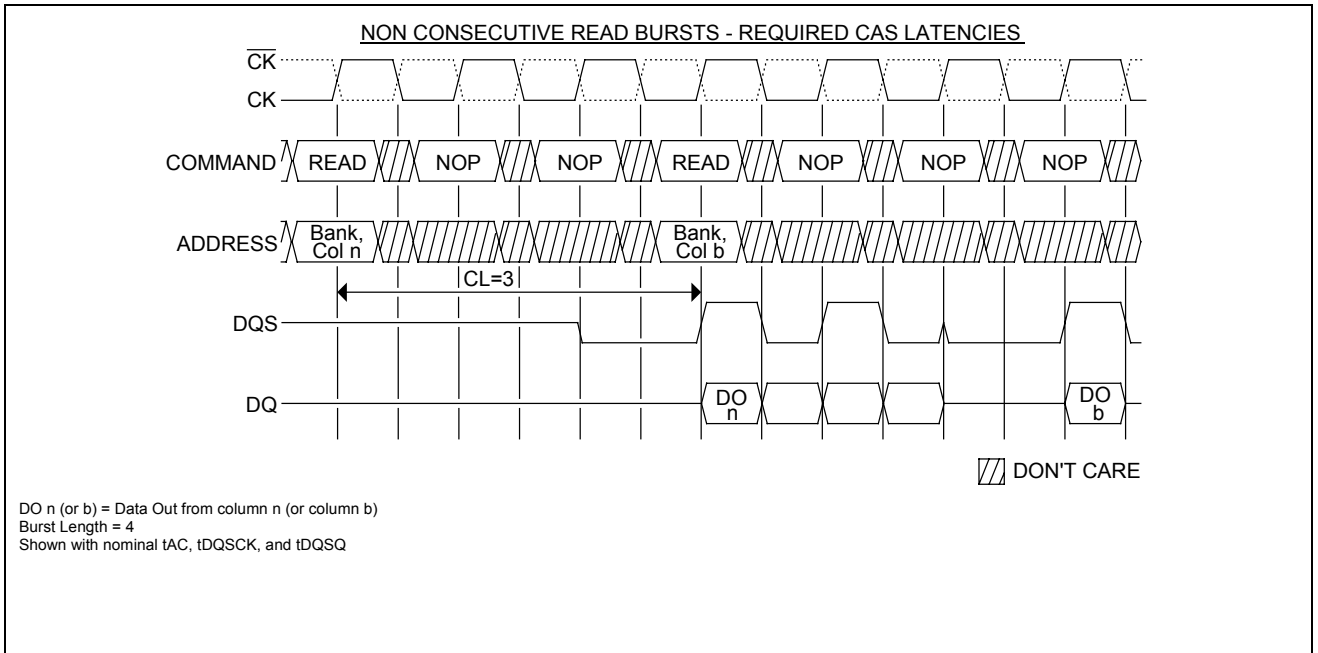 NON CONSECUTIVE READ BURSTS - REQUIRED CAS LATENCIES
CK
CK
COMMAND READ NOP NOP READ NOP NOP NOP
ADDRESS Bank, Col n Bank, Col b
CL=3
DQS
DQ DO n DO b
DON'T CARE
DO n (or b) = Data Out from column n (or column b)
Burst Length = 4
Shown with nominal tAC, tDQSCK, and tDQSQ